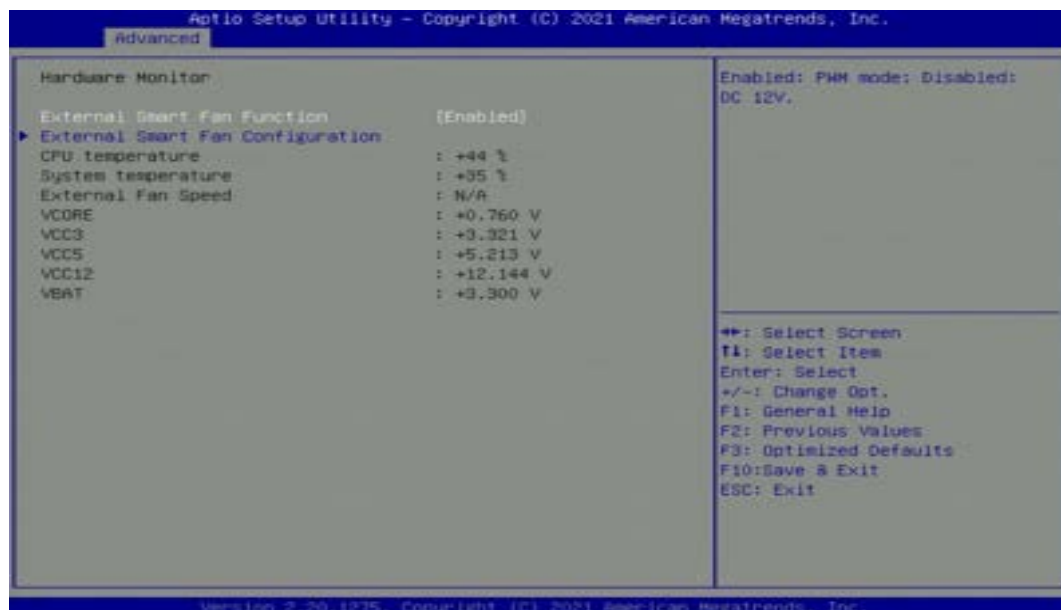 Aptio Setup Utility – Copyright (C) 2021 American Megatrends, Inc.
Advanced
Hardware Monitor
External Smart Fan Function [Enabled]
External Smart Fan Configuration
CPU temperature : +44 ℃
System temperature : +35 ℃
External Fan Speed : N/A
VCORE : +0.760 V
VCC3 : +3.321 V
VCC5 : +5.213 V
VCC12 : +12.144 V
VBAT : +3.300 V
Enabled: PWM mode; Disabled:
DC 12V.
→←: Select Screen
↑↓: Select Item
Enter: Select
+/-: Change Opt.
F1: General Help
F2: Previous Values
F3: Optimized Defaults
F10:Save & Exit
ESC: Exit
Version 2.20.1275. Copyright (C) 2021 American Megatrends, Inc.